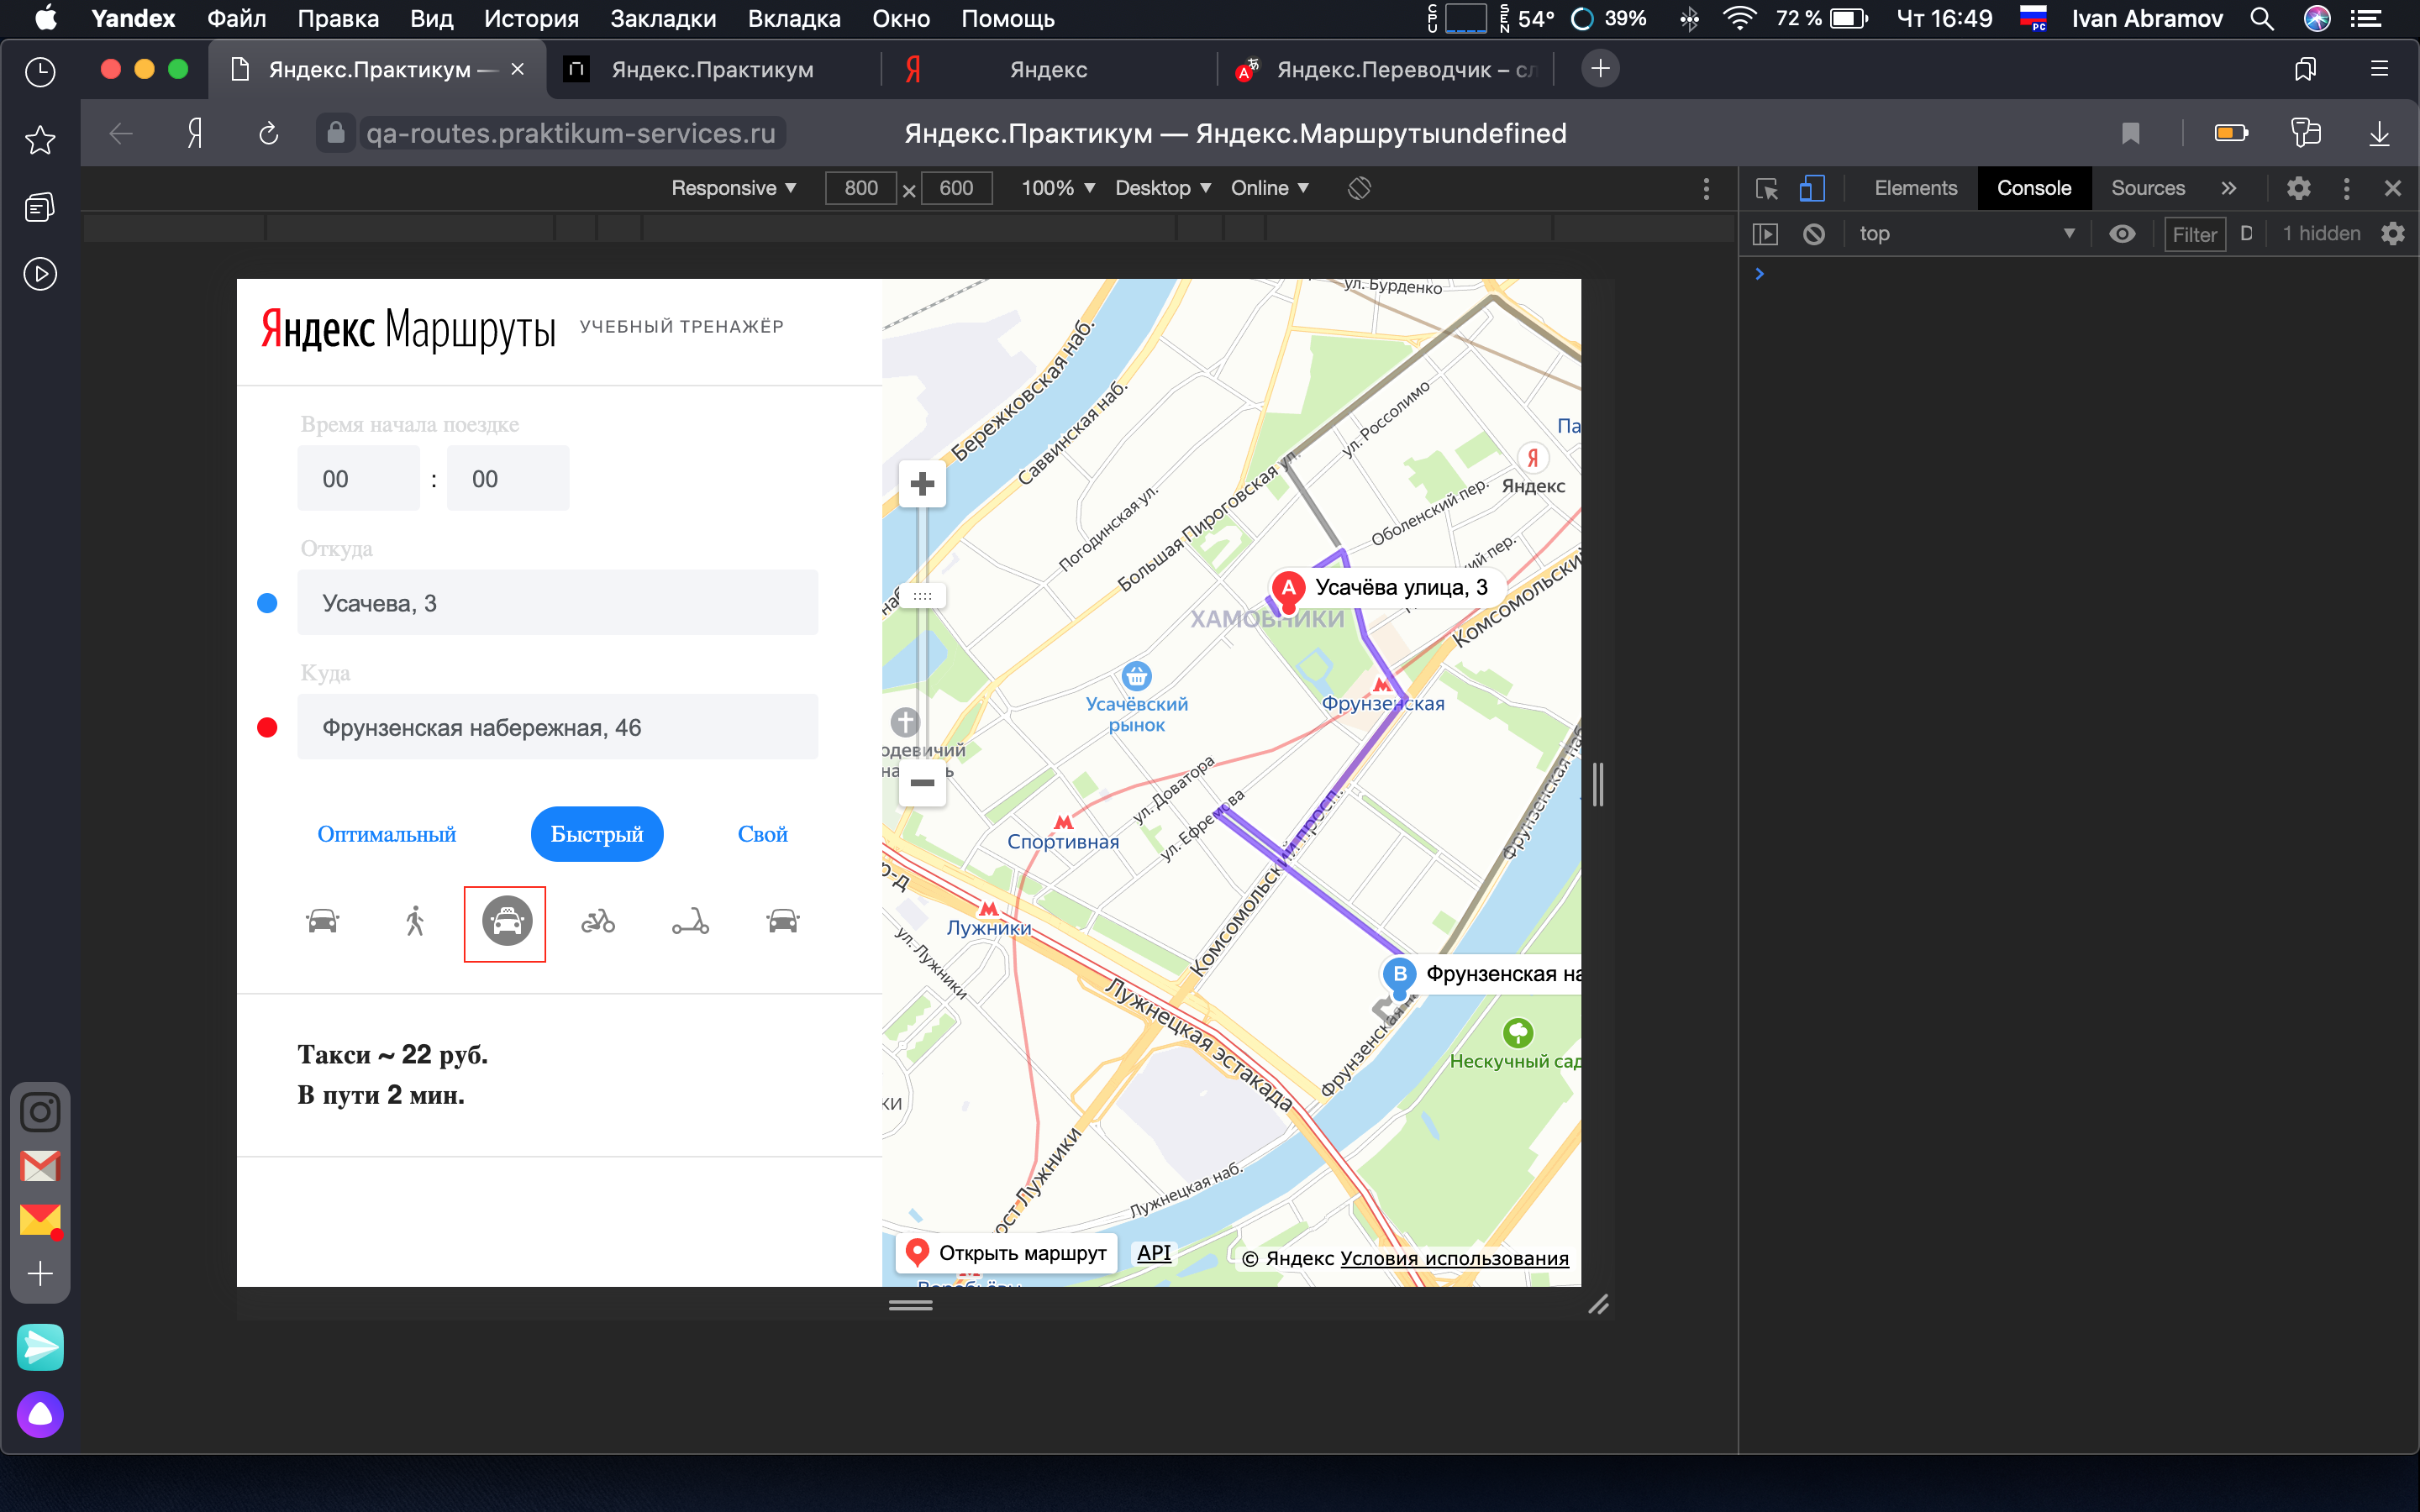 Yandex Файл Правка Вид История Закладки Вкладка Окно Помощь CPU SEN 54° 39% 72 % Чт 16:49 РС Ivan Abramov
Яндекс.Практикум — Яндекс.Практикум Яндекс Яндекс.Переводчик – сл
qa-routes.praktikum-services.ru Яндекс.Практикум — Яндекс.Маршрутыundefined
Responsive 800 × 600 100% Desktop Online
Elements Console Sources
top Filter D 1 hidden
Яндекс Маршруты УЧЕБНЫЙ ТРЕНАЖЁР
Время начала поездке
00 : 00
Откуда
Усачева, 3
Куда
Фрунзенская набережная, 46
Оптимальный Быстрый Свой
Такси ~ 22 руб.
В пути 2 мин.
ул. Бурденко
Бережковская наб.
Саввинская наб.
ул. Россолимо
Па
Я
Яндекс
Погодинская ул.
Большая Пироговская ул.
Оболенский пер.
ий пер.
наб
А Усачёва улица, 3
ХАМОВНИКИ
Комсомольский
Усачёвский
рынок
Фрунзенская
одевичий
ул. Доватора
ул. Ефремова
Спортивная
Комсомольский просп.
Фрунзенская наб.
р-д
Лужники
ул. Лужники
B Фрунзенская на
Лужнецкая эстакада
Фрунзенская на
Нескучный сад
ки
ост Лужники
Лужнецкая наб.
Открыть маршрут API © Яндекс Условия использования